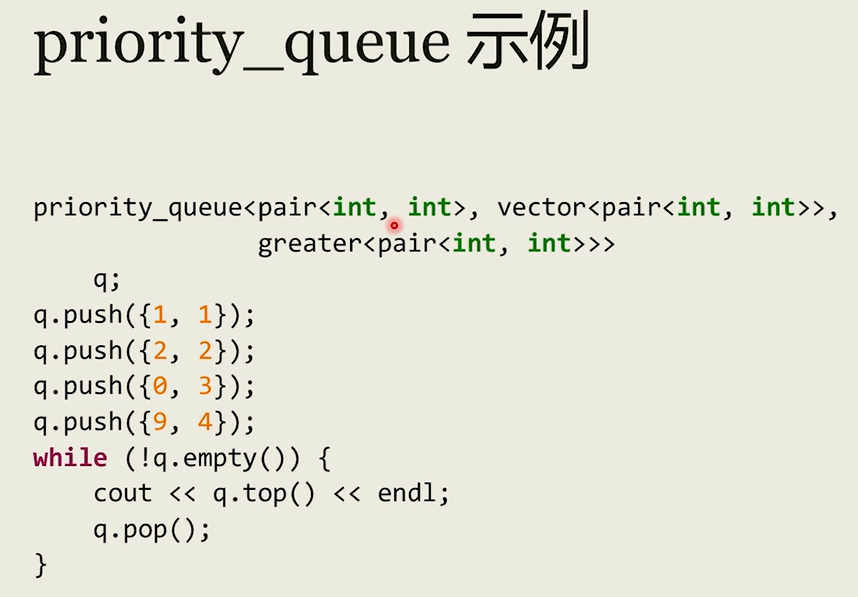 priority_queue 示例
priority_queue<pair<int, int>, vector<pair<int, int>>,
greater<pair<int, int>>>
q;
q.push({1, 1});
q.push({2, 2});
q.push({0, 3});
q.push({9, 4});
while (!q.empty()) {
cout << q.top() << endl;
q.pop();
}